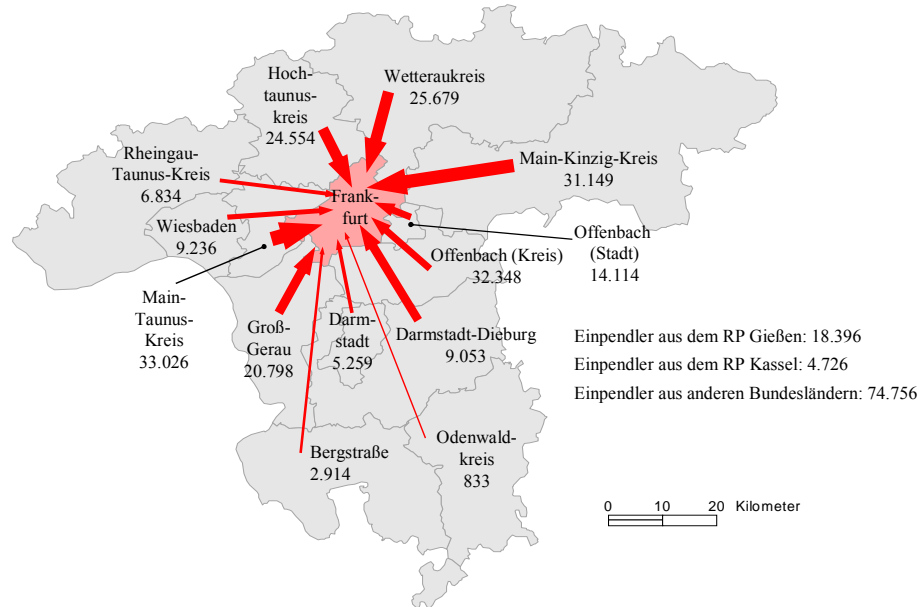 Hoch-
taunus-
kreis
24.554
Wetteraukreis
25.679
Rheingau-
Taunus-Kreis
6.834
Main-Kinzig-Kreis
31.149
Frank-
furt
Wiesbaden
9.236
Offenbach
(Stadt)
14.114
Offenbach (Kreis)
32.348
Main-
Taunus-
Kreis
33.026
Groß-
Gerau
20.798
Darm-
stadt
5.259
Darmstadt-Dieburg
9.053
Einpendler aus dem RP Gießen: 18.396
Einpendler aus dem RP Kassel: 4.726
Einpendler aus anderen Bundesländern: 74.756
Bergstraße
2.914
Odenwald-
kreis
833
0 10 20 Kilometer